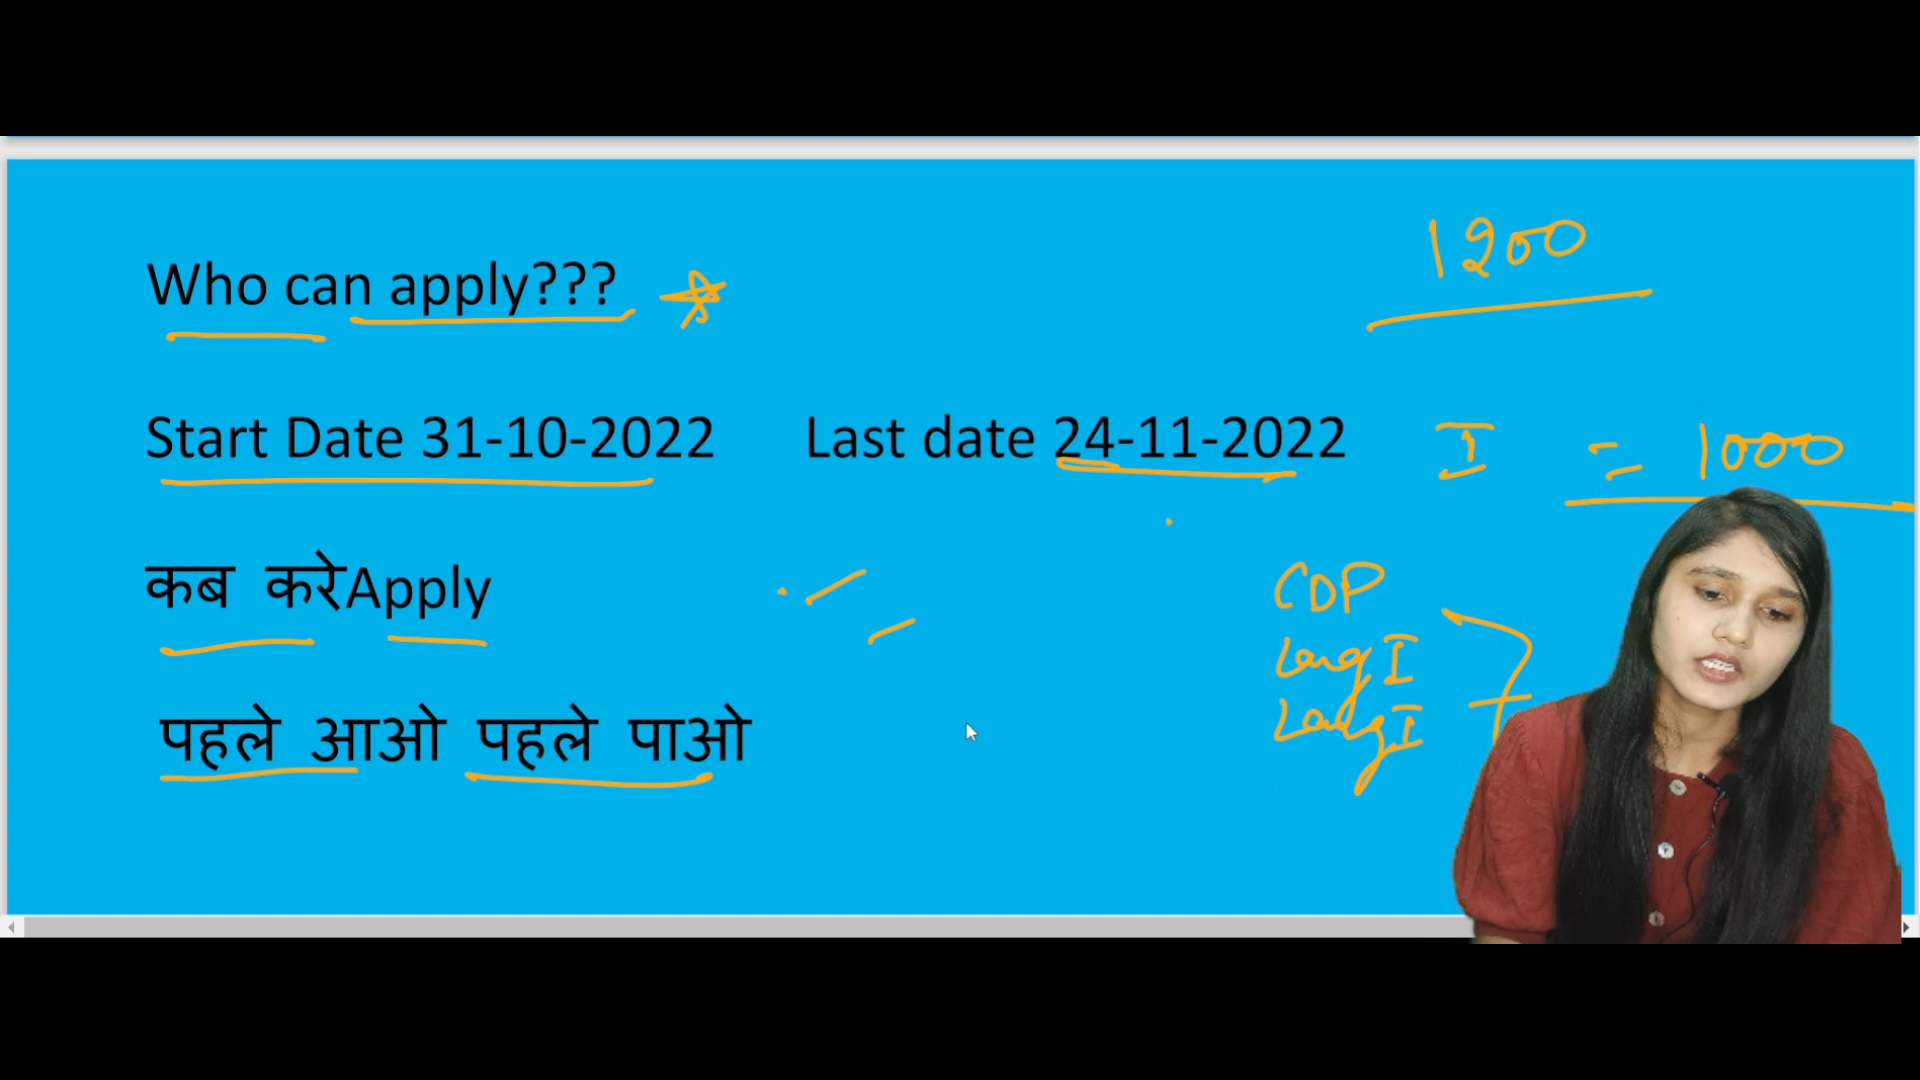 1200
Who can apply???
Start Date 31-10-2022 Last date 24-11-2022 I = 1000
कब करेApply
CDP
Lang I
पहले आओ पहले पाओ
Lang I